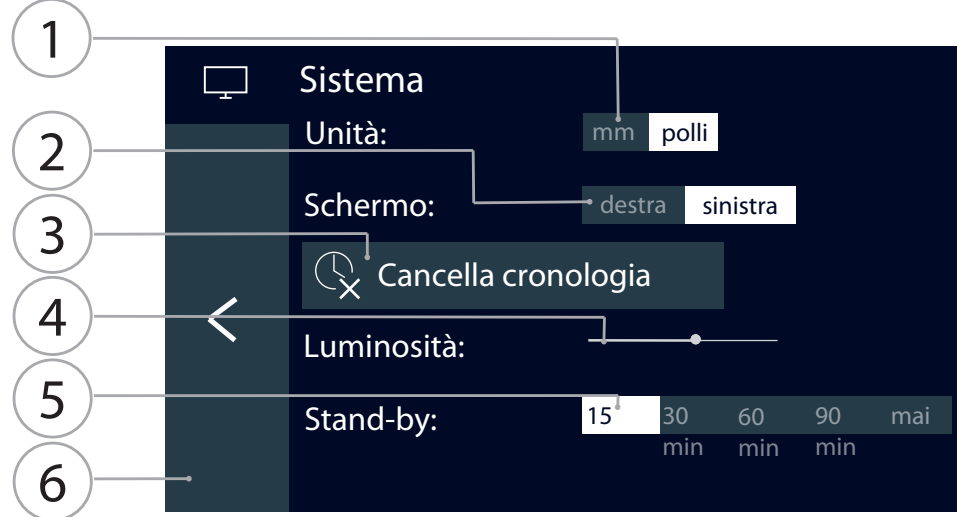 1
Sistema
Unità: mm polli
2
Schermo: destra sinistra
3
Cancella cronologia
4
Luminosità:
5
Stand-by: 15 30 60 90 mai
min min min
6